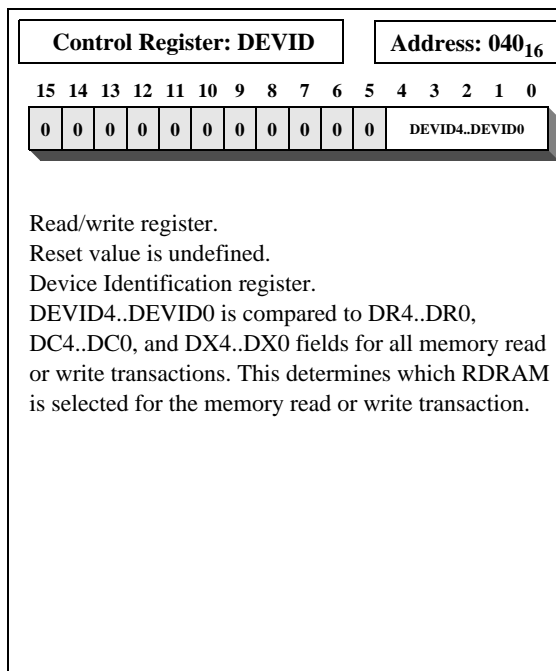 Control Register: DEVID
Address: 040₁₆
15 14 13 12 11 10 9 8 7 6 5 4 3 2 1 0
0 0 0 0 0 0 0 0 0 0 0 DEVID4..DEVID0
Read/write register.
Reset value is undefined.
Device Identification register.
DEVID4..DEVID0 is compared to DR4..DR0,
DC4..DC0, and DX4..DX0 fields for all memory read
or write transactions. This determines which RDRAM
is selected for the memory read or write transaction.